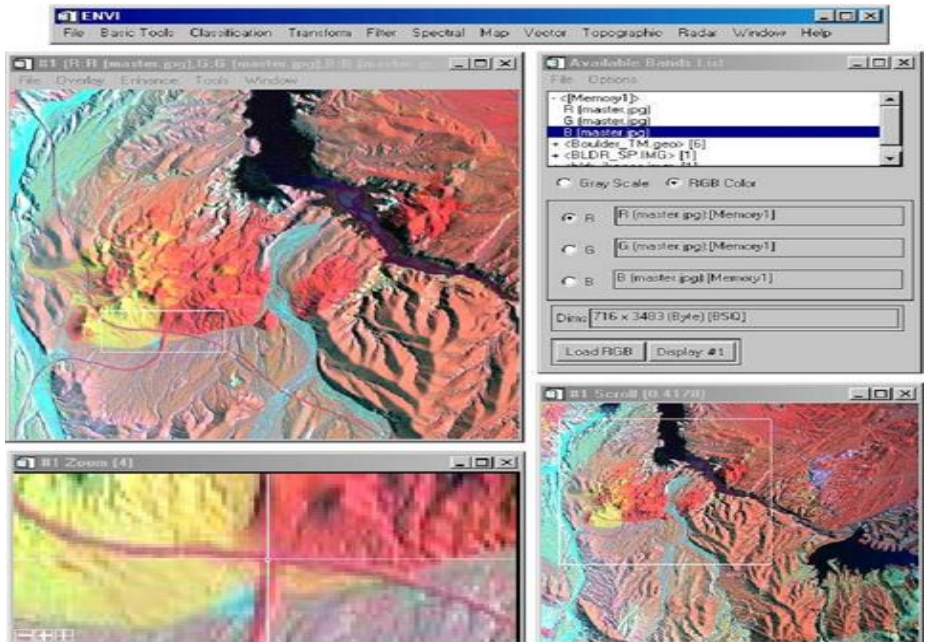 ENVI
File Basic Tools Classification Transform Filter Spectral Map Vector Topographic Radar Window Help
#1 (R:R (master.jpg),G:G (master.jpg),B:B (master
File Overlay Enhance Tools Window
Available Bands List
File Options
- <[Memory1]>
R (master.jpg)
G (master.jpg)
B (master.jpg)
+ <Boulder_TM.geo> [6]
+ <BLDR_SP.IMG> [1]
Gray Scale RGB Color
R R (master.jpg):[Memory1]
G G (master.jpg):[Memory1]
B B (master.jpg):[Memory1]
Dims 716 x 3483 (Byte) [BSQ]
Load RGB Display #1
#1 Scroll [0.4178]
#1 Zoom [4]